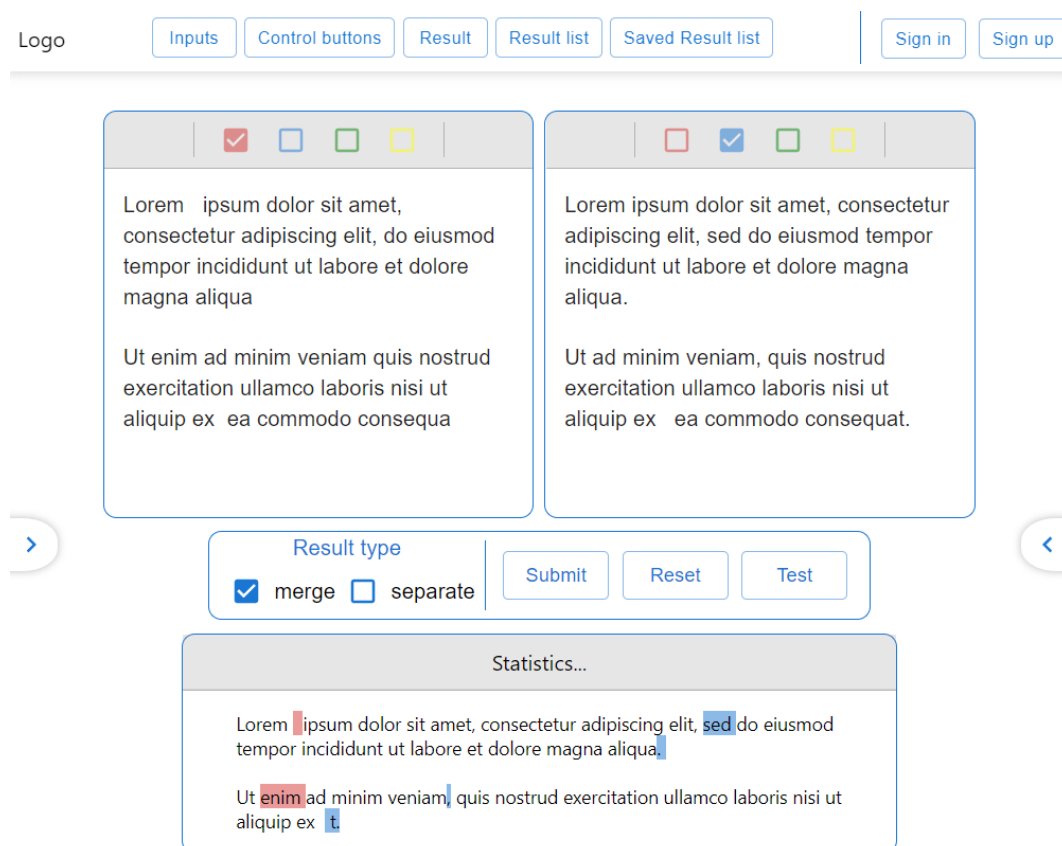 Logo
Inputs
Control buttons
Result
Result list
Saved Result list
Sign in
Sign up
Lorem   ipsum dolor sit amet,
consectetur adipiscing elit, do eiusmod
tempor incididunt ut labore et dolore
magna aliqua
Ut enim ad minim veniam quis nostrud
exercitation ullamco laboris nisi ut
aliquip ex  ea commodo consequa
Lorem ipsum dolor sit amet, consectetur
adipiscing elit, sed do eiusmod tempor
incididunt ut labore et dolore magna
aliqua.
Ut ad minim veniam, quis nostrud
exercitation ullamco laboris nisi ut
aliquip ex   ea commodo consequat.
Result type
merge
separate
Submit
Reset
Test
Statistics...
Lorem  ipsum dolor sit amet, consectetur adipiscing elit, sed do eiusmod
tempor incididunt ut labore et dolore magna aliqua.
Ut enim ad minim veniam, quis nostrud exercitation ullamco laboris nisi ut
aliquip ex   t.